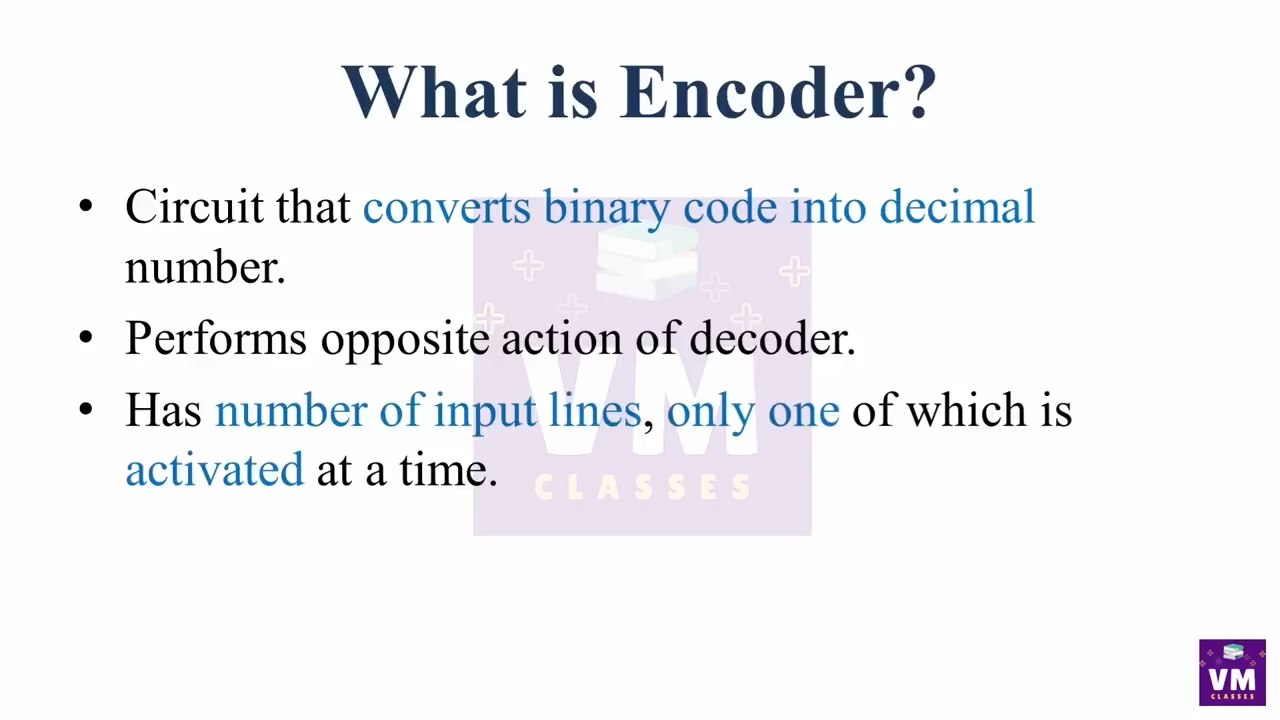 What is Encoder?
• Circuit that converts binary code into decimal
number.
• Performs opposite action of decoder.
• Has number of input lines, only one of which is
activated at a time.
VM
CLASSES
VM
CLASSES